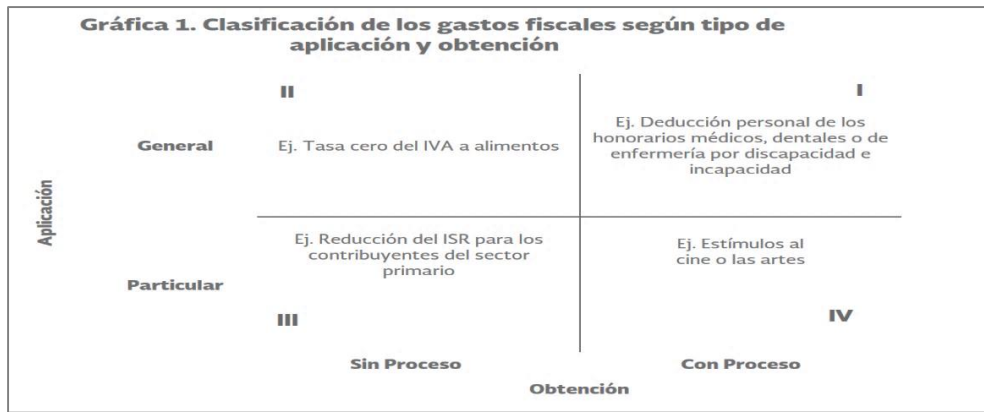 Gráfica 1. Clasificación de los gastos fiscales según tipo de
aplicación y obtención
II
I
General
Ej. Tasa cero del IVA a alimentos
Ej. Deducción personal de los
honorarios médicos, dentales o de
enfermería por discapacidad e
incapacidad
Aplicación
Particular
Ej. Reducción del ISR para los
contribuyentes del sector
primario
Ej. Estímulos al
cine o las artes
III
IV
Sin Proceso
Con Proceso
Obtención